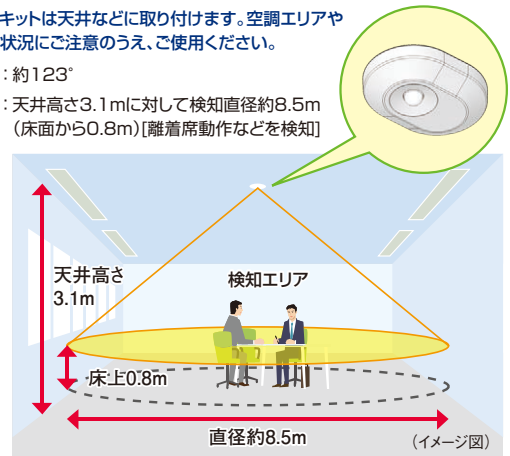 キットは天井などに取り付けます。空調エリアや
状況にご注意のうえ、ご使用ください。
：約123°
：天井高さ3.1mに対して検知直径約8.5m
（床面から0.8m）[離着席動作などを検知]
天井高さ
3.1m
検知エリア
床上0.8m
直径約8.5m
（イメージ図）